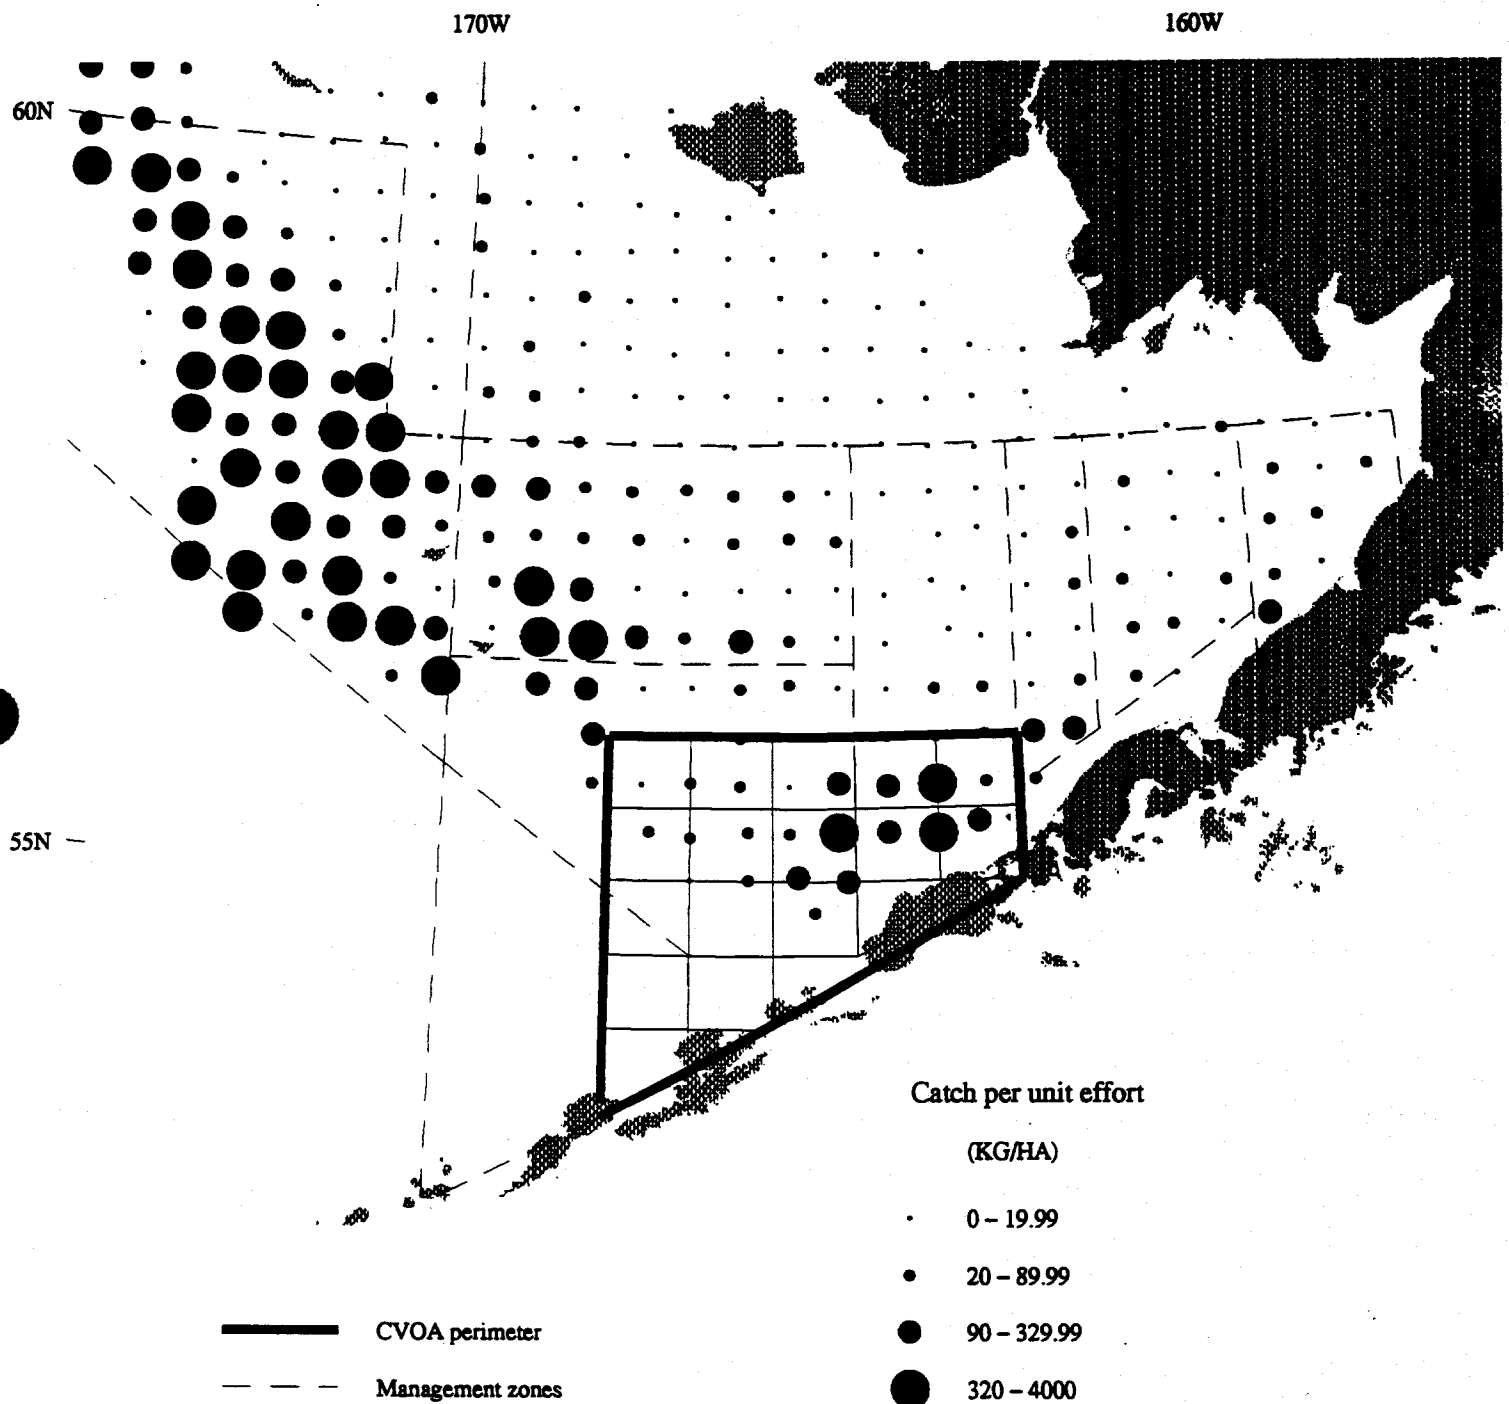 170W 160W
60N
55N
Catch per unit effort
(KG/HA)
0 – 19.99
20 – 89.99
CVOA perimeter 90 – 329.99
Management zones 320 – 4000